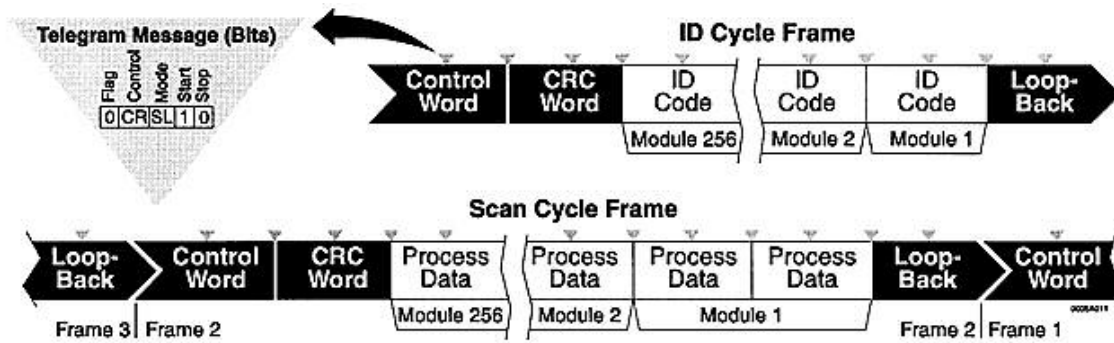 Telegram Message (Bits)
Flag
Control
Mode
Start
Stop
0 CR SL 1 0
ID Cycle Frame
Control Word
CRC Word
ID Code
ID Code
ID Code
Loop-Back
Module 256
Module 2
Module 1
Scan Cycle Frame
Loop-Back
Control Word
CRC Word
Process Data
Process Data
Process Data
Process Data
Loop-Back
Control Word
Module 256
Module 2
Module 1
Frame 3
Frame 2
Frame 2
Frame 1